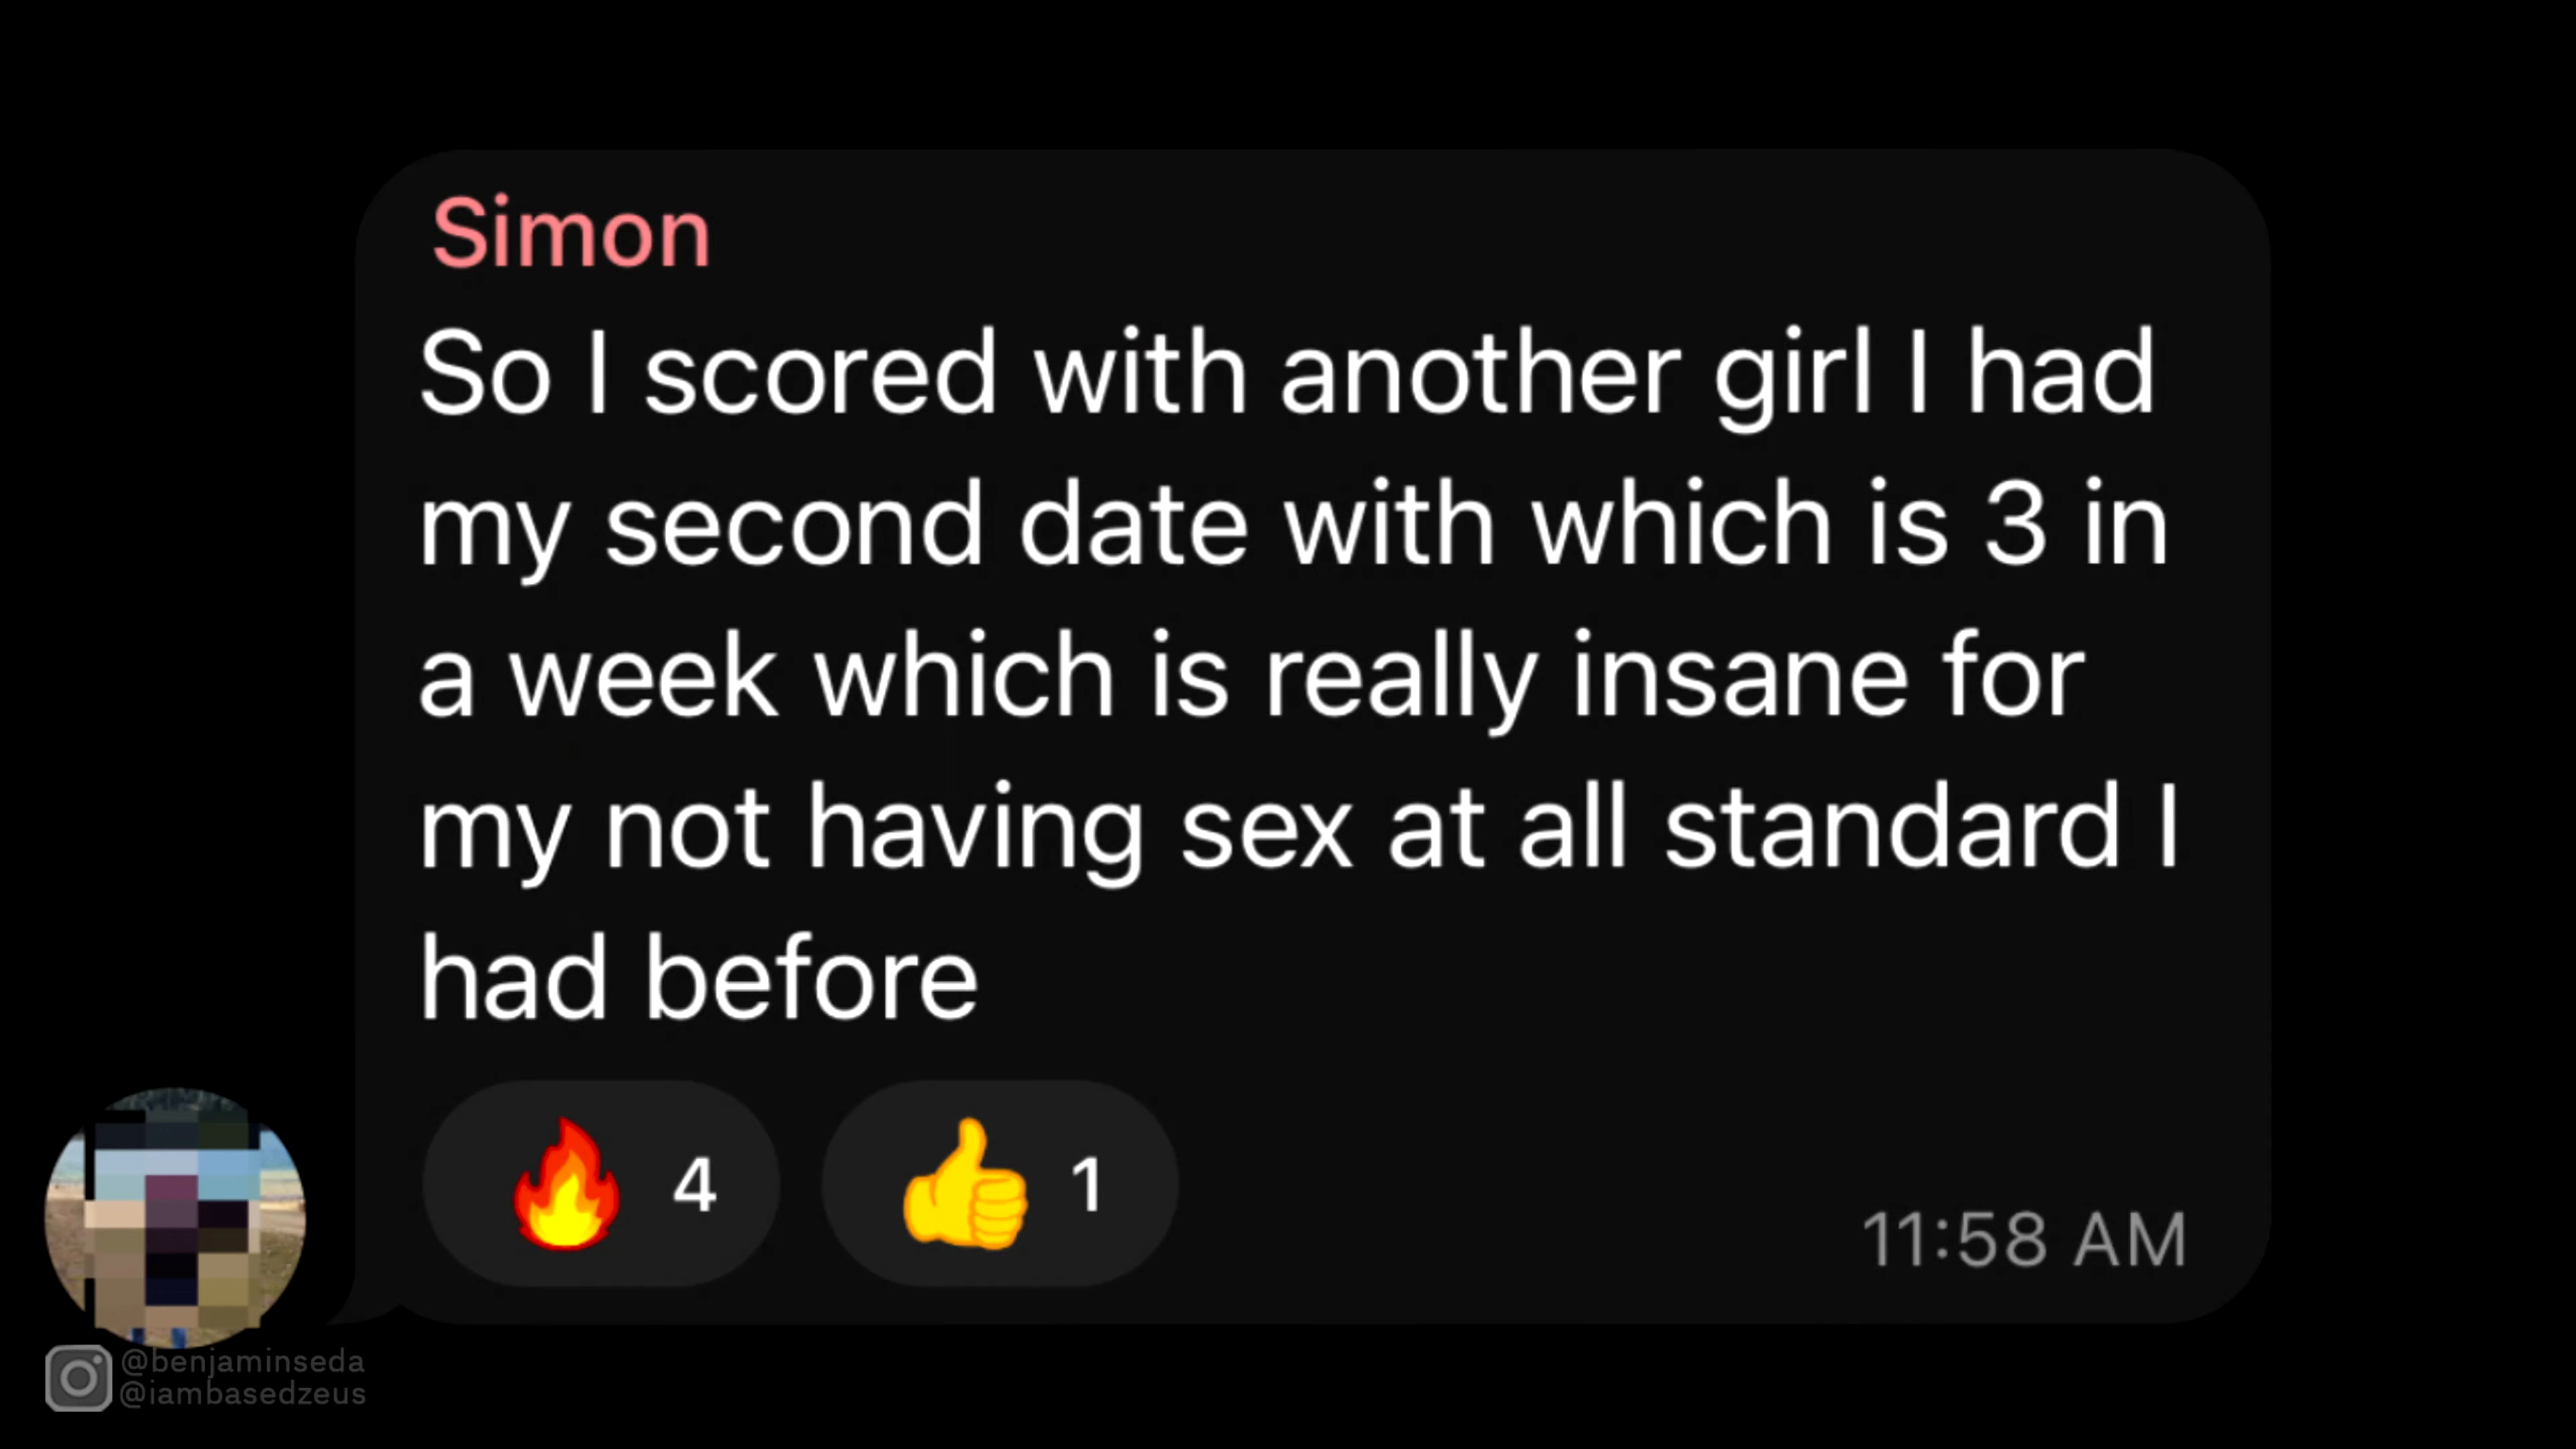 Simon
So I scored with another girl I had
my second date with which is 3 in
a week which is really insane for
my not having sex at all standard I
had before
🔥 4 👍 1
11:58 AM
@benjaminseda
@iambasedzeus